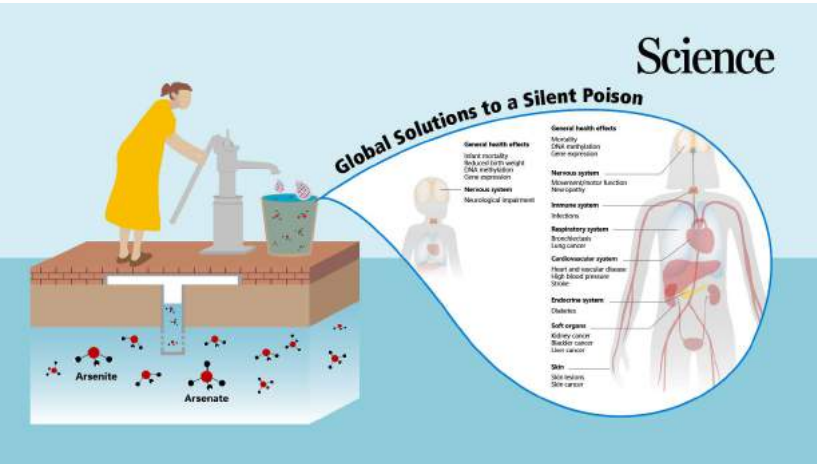 Science
Global Solutions to a Silent Poison
General health effects
Infant mortality
Reduced birth weight
DNA methylation
Gene expression
Nervous system
Neurological impairment
General health effects
Mortality
DNA methylation
Gene expression
Nervous system
Movement/motor function
Neuropathy
Immune system
Infections
Respiratory system
Bronchiectasis
Lung cancer
Cardiovascular system
Heart and vascular disease
High blood pressure
Stroke
Endocrine system
Diabetes
Soft organs
Kidney cancer
Bladder cancer
Liver cancer
Skin
Skin lesions
Skin cancer
Arsenite
Arsenate